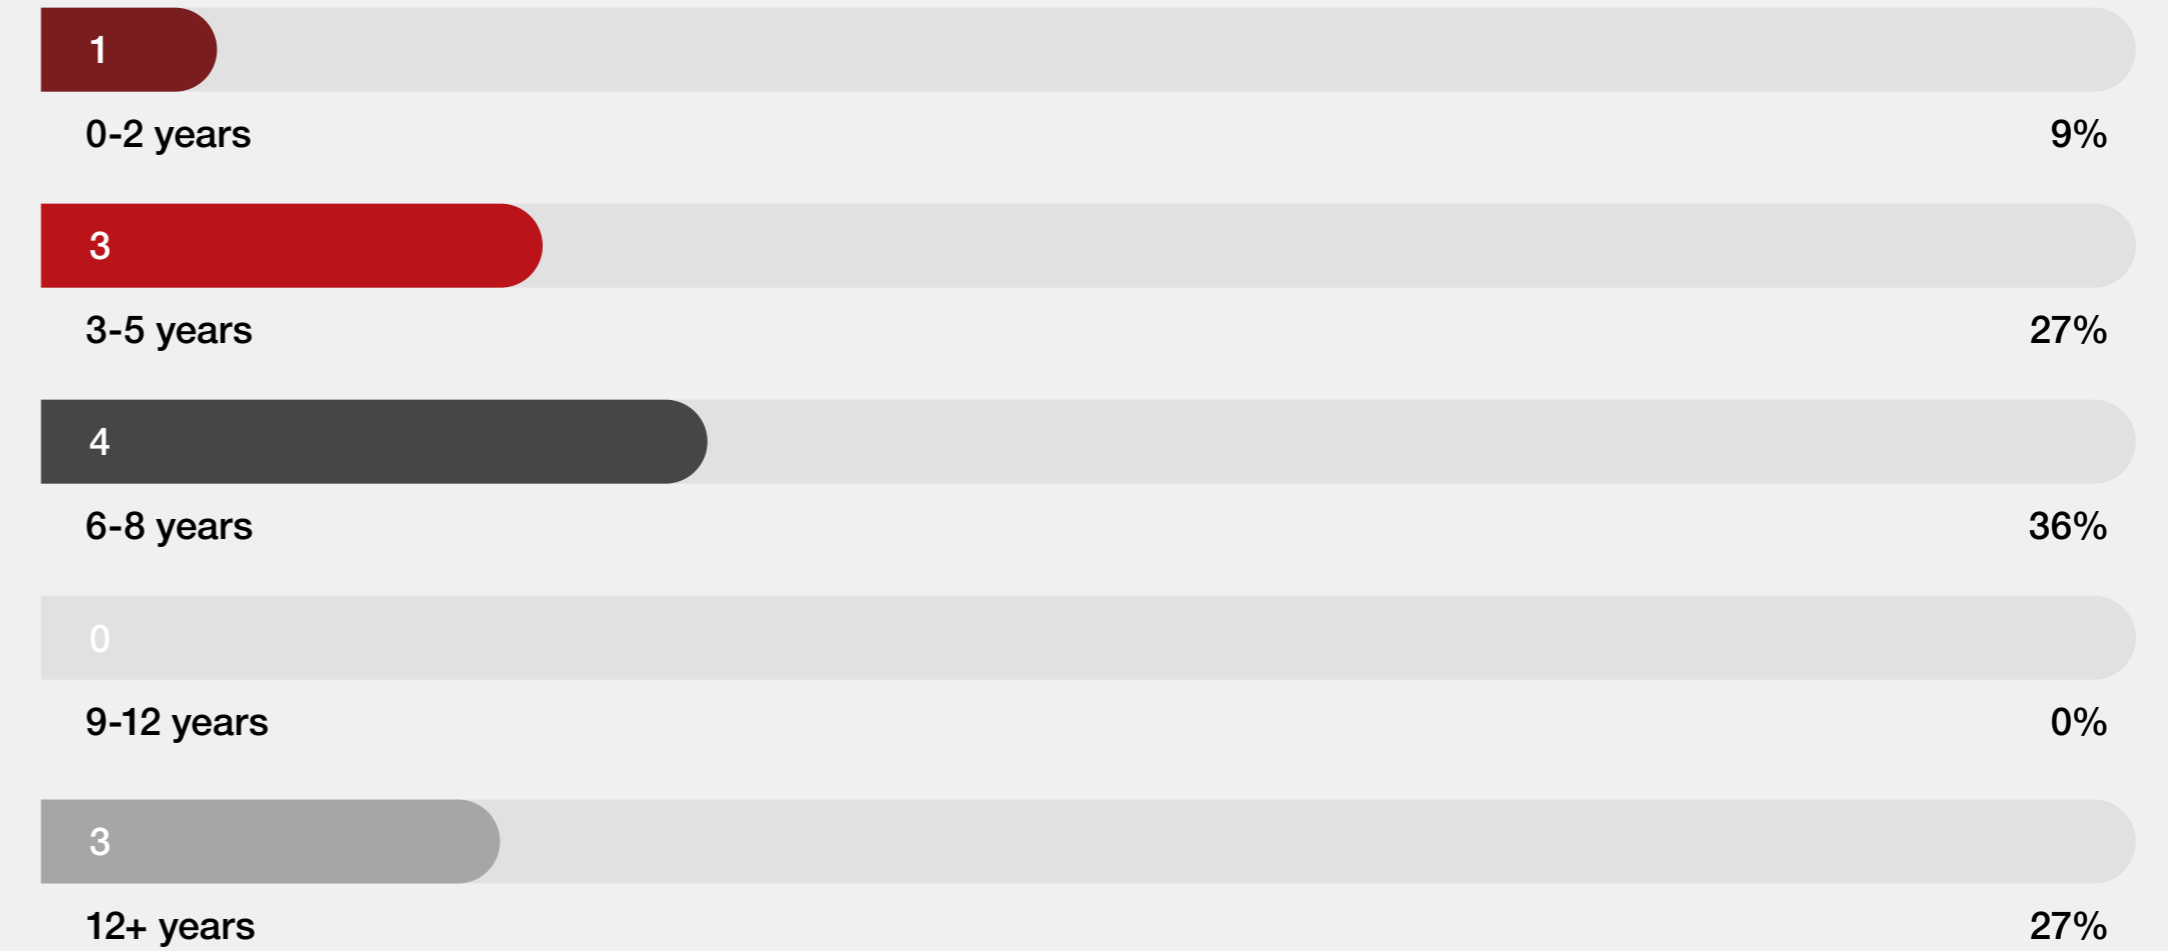 1
0-2 years 9%
3
3-5 years 27%
4
6-8 years 36%
0
9-12 years 0%
3
12+ years 27%